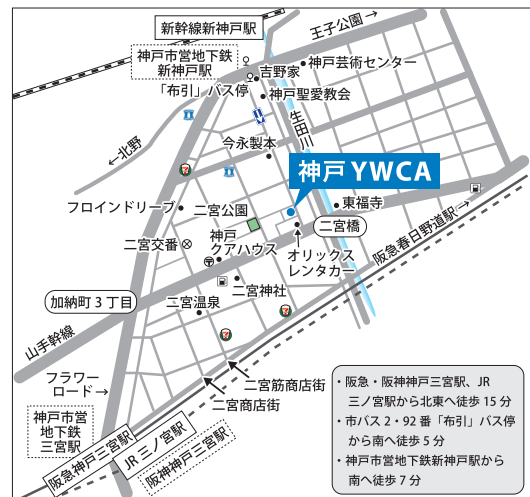 新幹線新神戸駅
王子公園→
神戸市営地下鉄
新神戸駅
吉野家
神戸芸術センター
「布引」バス停
神戸聖愛教会
生田川
←北野
今永製本
神戸 YWCA
フロインドリーブ
二宮公園
東福寺
二宮橋
阪急春日野道駅→
二宮交番
神戸
クアハウス
オリックス
レンタカー
二宮神社
加納町 3 丁目
二宮温泉
山手幹線
フラワー
ロード→
二宮筋商店街
二宮商店街
神戸市営
地下鉄
三宮駅
阪急神戸三宮駅
JR 三ノ宮駅
阪神神戸三宮駅
・阪急・阪神神戸三宮駅、JR
三ノ宮駅から北東へ徒歩 15 分
・市バス 2・92 番「布引」バス停
から南へ徒歩 5 分
・神戸市営地下鉄新神戸駅から
南へ徒歩 7 分